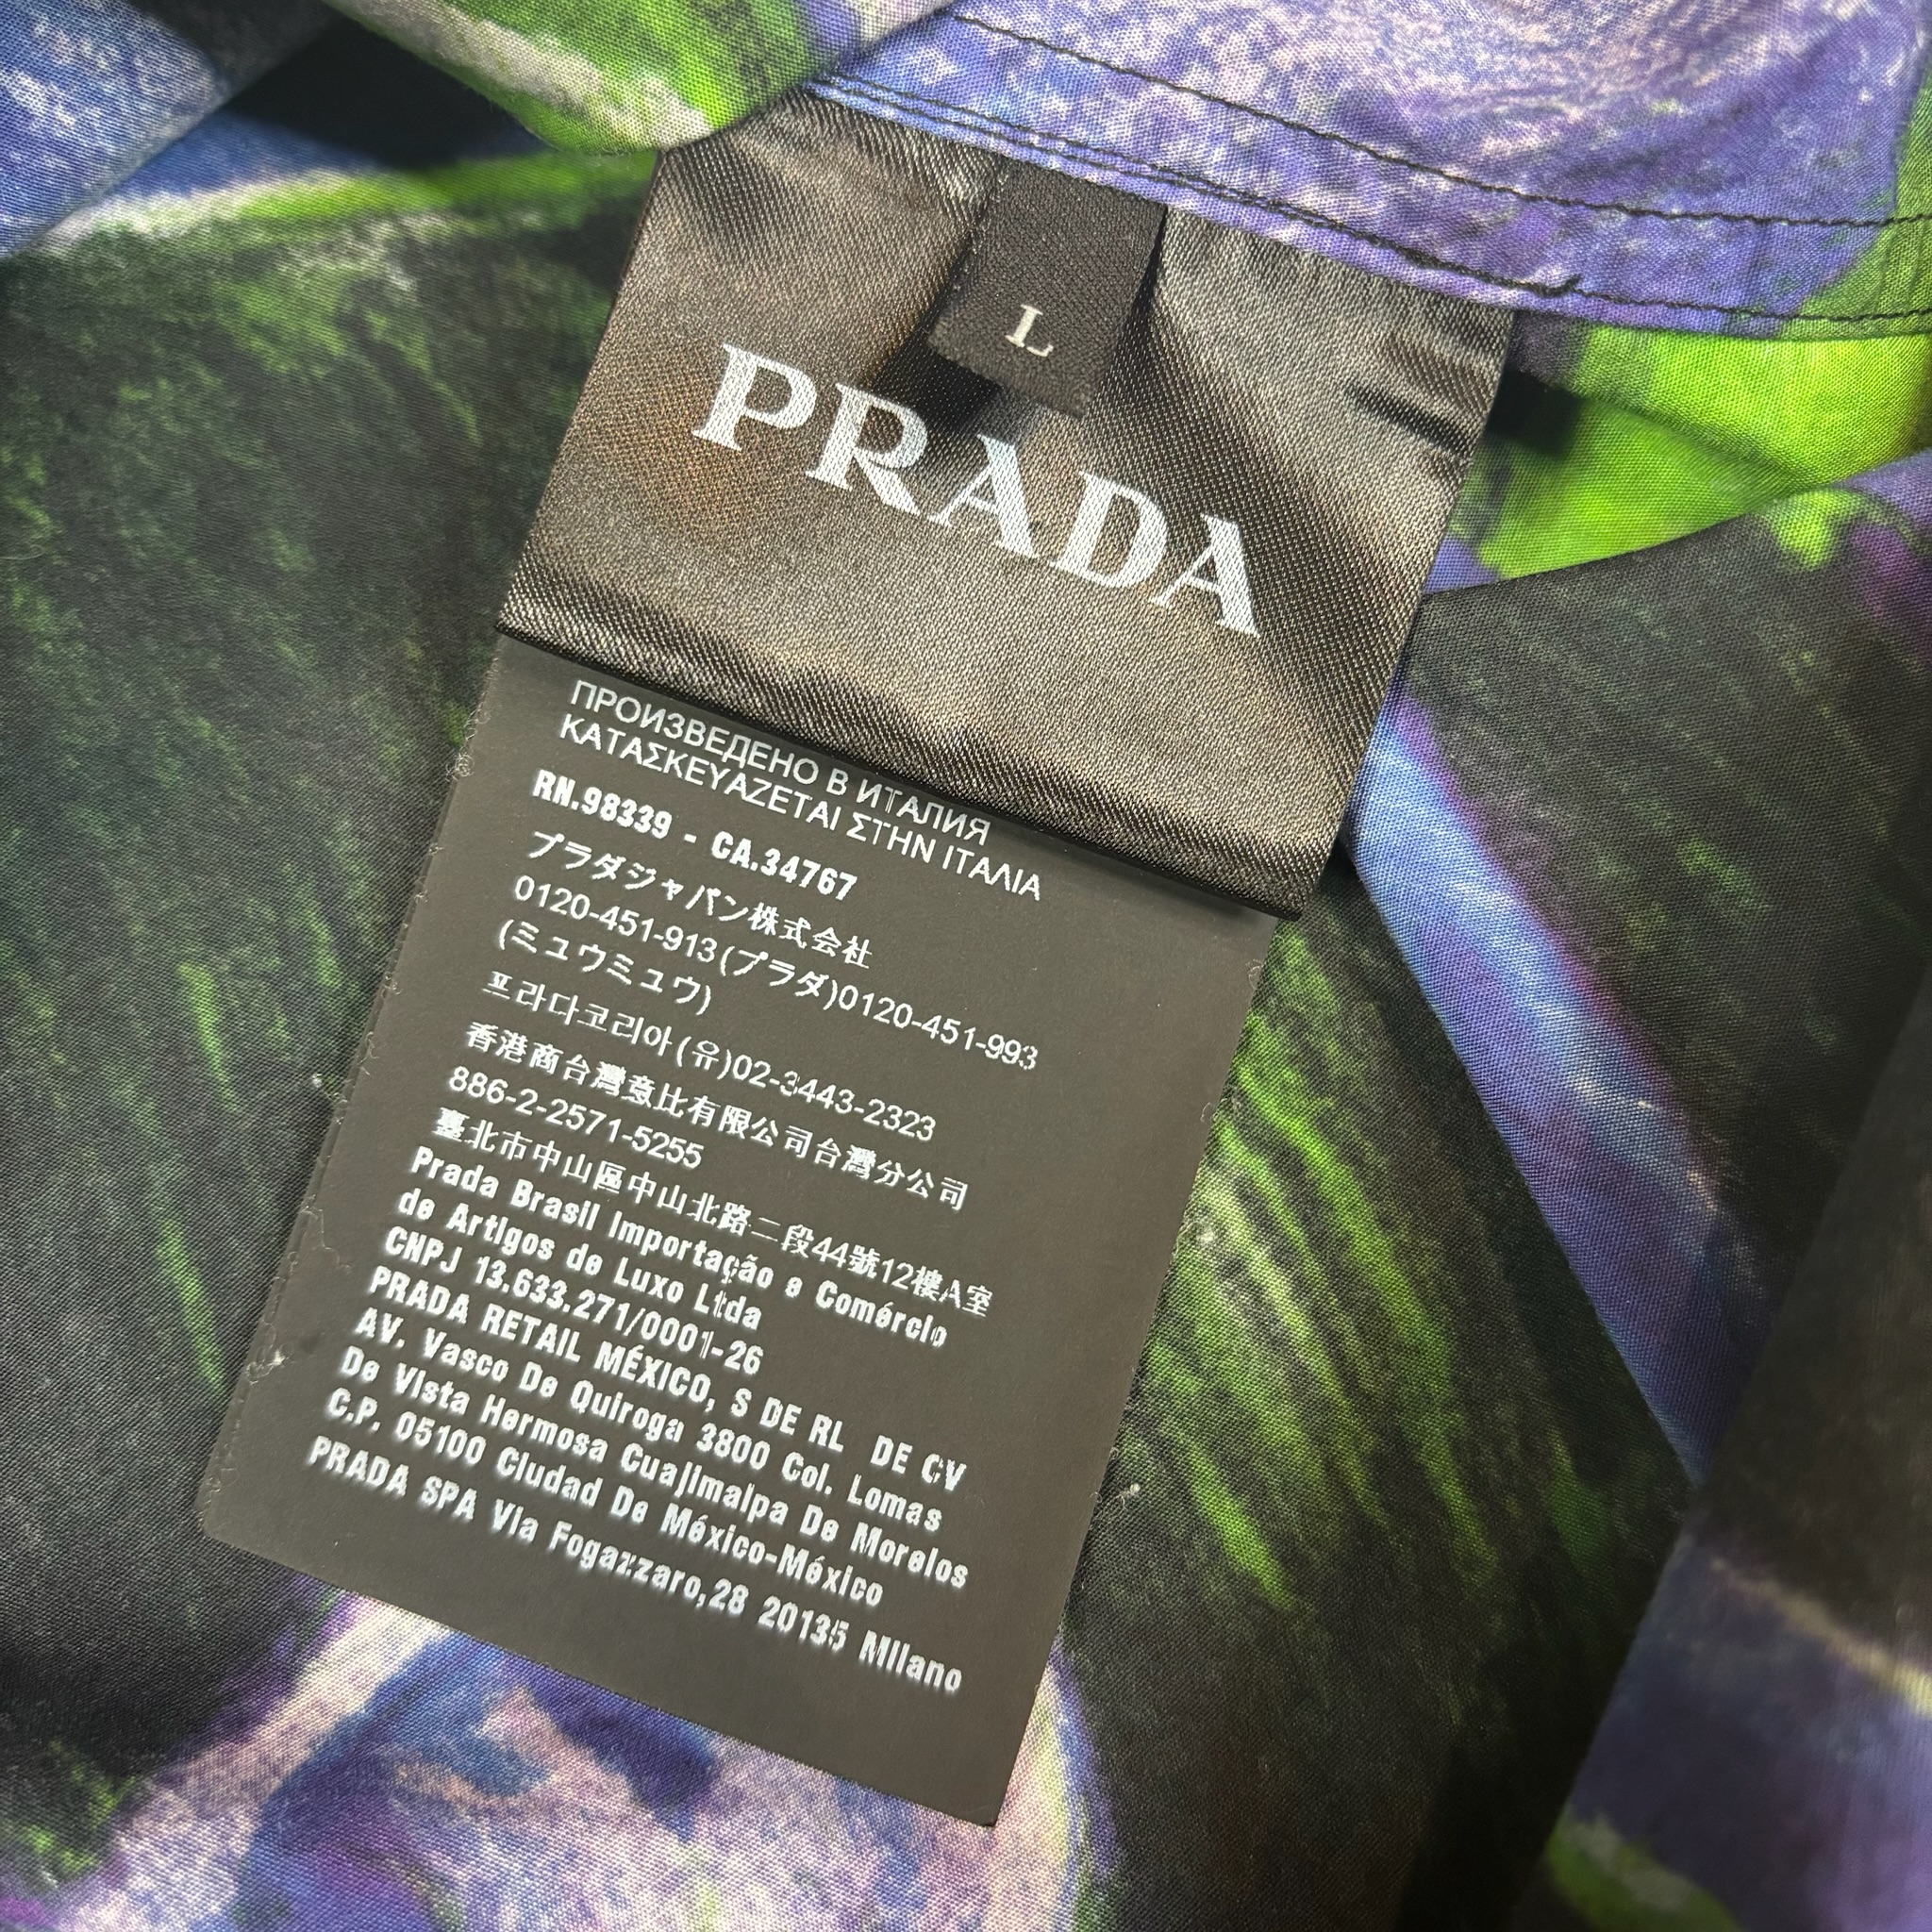 L
PRADA
ПРОИЗВЕДЕНО В ИТАЛИЯ
ΚΑΤΑΣΚΕΥΑΖΕΤΑΙ ΣΤΗΝ ΙΤΑΛΙΑ
RN.98339 - CA.34767
プラダジャパン株式会社
0120-451-913(プラダ)0120-451-993
(ミュウミュウ)
프라다코리아(유)02-3443-2323
香港商台灣意比有限公司台灣分公司
886-2-2571-5255
臺北市中山區中山北路二段44號12樓A室
Prada Brasil Importação e Comércio
de Artigos de Luxo Ltda
CNPJ 13.633.271/0001-26
PRADA RETAIL MÉXICO, S DE RL DE CV
AV. Vasco De Quiroga 3800 Col. Lomas
De Vista Hermosa Cuajimalpa De Morelos
C.P. 05100 Ciudad De México-México
PRADA SPA Via Fogazzaro,28 20135 Milano